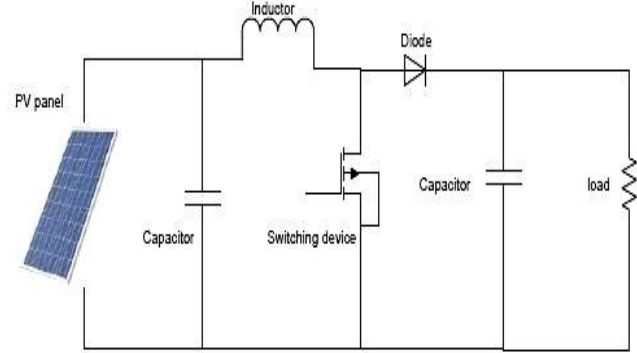 Inductor
Diode
PV panel
Capacitor
Switching device
Capacitor
load